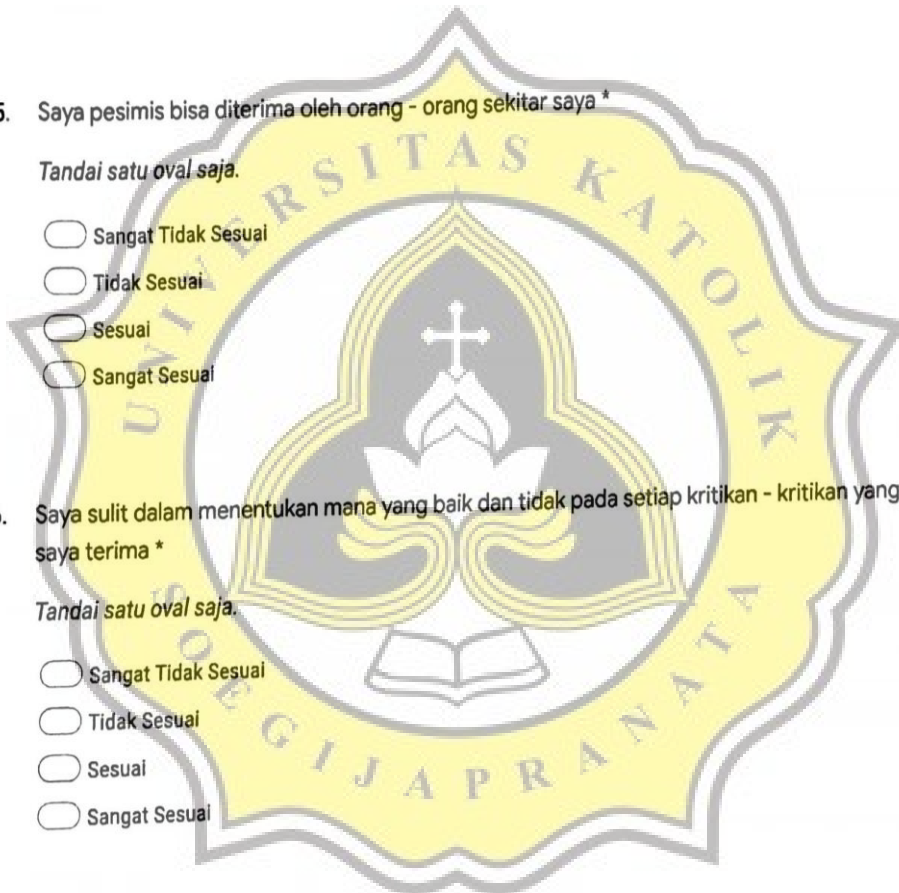 5. Saya pesimis bisa diterima oleh orang - orang sekitar saya *
Tandai satu oval saja.
Sangat Tidak Sesuai
Tidak Sesuai
Sesuai
Sangat Sesuai
Saya sulit dalam menentukan mana yang baik dan tidak pada setiap kritikan - kritikan yang
saya terima *
Tandai satu oval saja.
Sangat Tidak Sesuai
Tidak Sesuai
Sesuai
Sangat Sesuai
UNIVERSITAS KATOLIK
SOEGIJAPRANATA